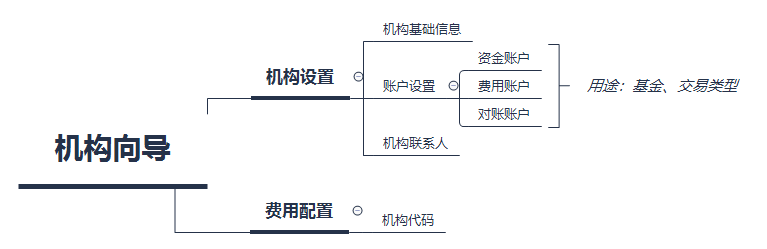 机构向导
机构设置
机构基础信息
账户设置
资金账户
费用账户
对账账户
用途：基金、交易类型
机构联系人
费用配置
机构代码